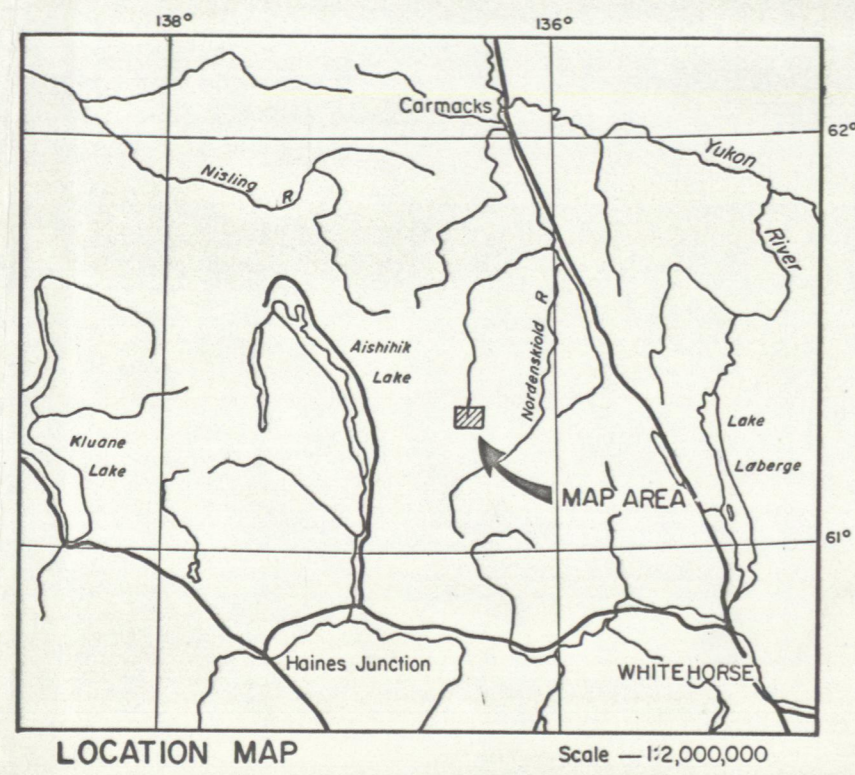 138°
136°
Carmacks
62°
Yukon
Nisling
R
River
Nordenskiold R
Aishihik
Lake
Kluane
Lake
Lake
Laberge
MAP AREA
61°
Haines Junction
WHITEHORSE
LOCATION MAP
Scale — 1:2,000,000